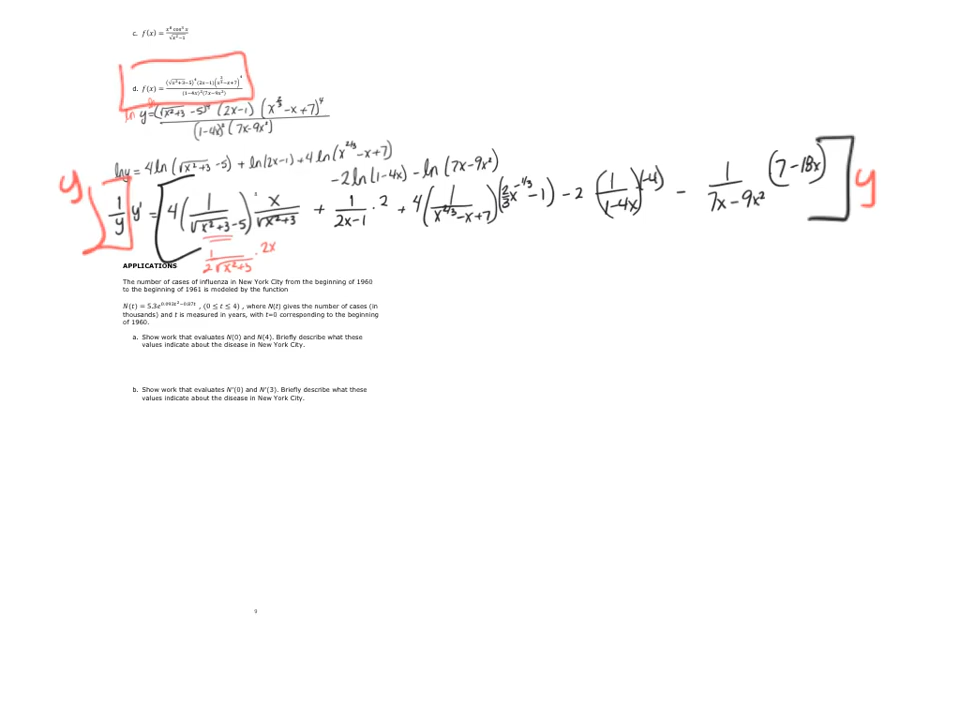 c. f(x) = x⁴ cos³ x / √(x²−1)
d. f(x) = (√(x²+3)−5)⁴(2x−1)(x^(2/3)−x+7)⁴ / (1−4x)²(7x−9x²)
ln y = (√(x²+3) −5)⁴ (2x−1) (x^(2/3) −x+7)⁴ / (1−4x)² (7x−9x²)
ln y = 4 ln (√(x²+3) −5) + ln(2x−1) + 4 ln (x^(2/3) −x+7)
− 2 ln (1−4x) − ln (7x−9x²)
y [1/y] y' = [4(1/(√(x²+3) −5)) · x/√(x²+3) + 1/(2x−1) · 2 + 4(1/(x^(2/3)−x+7))(2/3 x^(−1/3) −1) − 2 (1/(1−4x))(−4) − 1/(7x−9x²) (7−18x)] y
1/(2√(x²+3)) · 2x
APPLICATIONS
The number of cases of influenza in New York City from the beginning of 1960
to the beginning of 1961 is modeled by the function
N(t) = 5.3e^(0.093t²−0.87t) , (0 ≤ t ≤ 4) , where N(t) gives the number of cases (in
thousands) and t is measured in years, with t=0 corresponding to the beginning
of 1960.
a. Show work that evaluates N(0) and N(4). Briefly describe what these
values indicate about the disease in New York City.
b. Show work that evaluates N'(0) and N'(3). Briefly describe what these
values indicate about the disease in New York City.